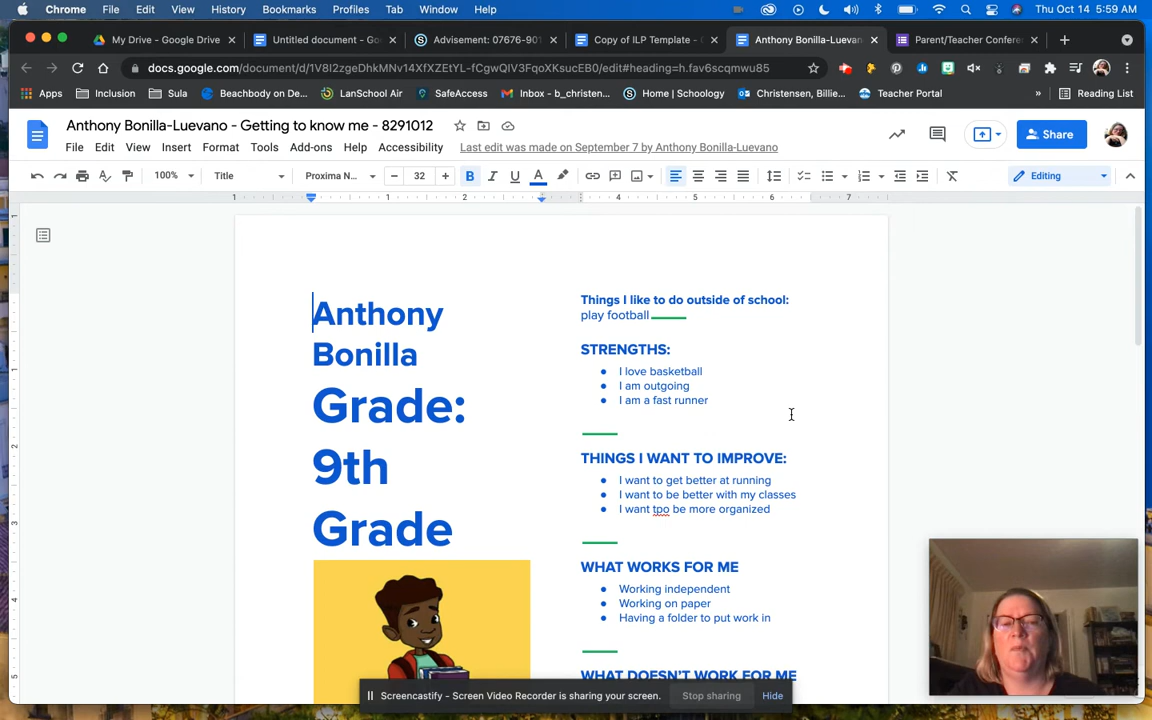 Chrome File Edit View History Bookmarks Profiles Tab Window Help Thu Oct 14 5:59 AM
My Drive - Google Drive Untitled document - Go Advisement: 07676-901 Copy of ILP Template - Anthony Bonilla-Luevan Parent/Teacher Confere
docs.google.com/document/d/1V8I2zgeDhkMNv14XfXZEtYL-fCgwQIV3FqoXKsucEB0/edit#heading=h.fav6scqmwu85
Apps Inclusion Sula Beachbody on De... LanSchool Air SafeAccess Inbox - b_christen... Home | Schoology Christensen, Billie... Teacher Portal » Reading List
Anthony Bonilla-Luevano - Getting to know me - 8291012
Share
File Edit View Insert Format Tools Add-ons Help Accessibility Last edit was made on September 7 by Anthony Bonilla-Luevano
100% Title Proxima N... 32 B I U A Editing
1 1 2 4 5 6 7
Anthony
Bonilla
Grade:
9th
Grade
Things I like to do outside of school:
play football
STRENGTHS:
● I love basketball
● I am outgoing
● I am a fast runner
THINGS I WANT TO IMPROVE:
● I want to get better at running
● I want to be better with my classes
● I want tpo be more organized
WHAT WORKS FOR ME
● Working independent
● Working on paper
● Having a folder to put work in
WHAT DOESN'T WORK FOR ME
Screencastify - Screen Video Recorder is sharing your screen. Stop sharing Hide